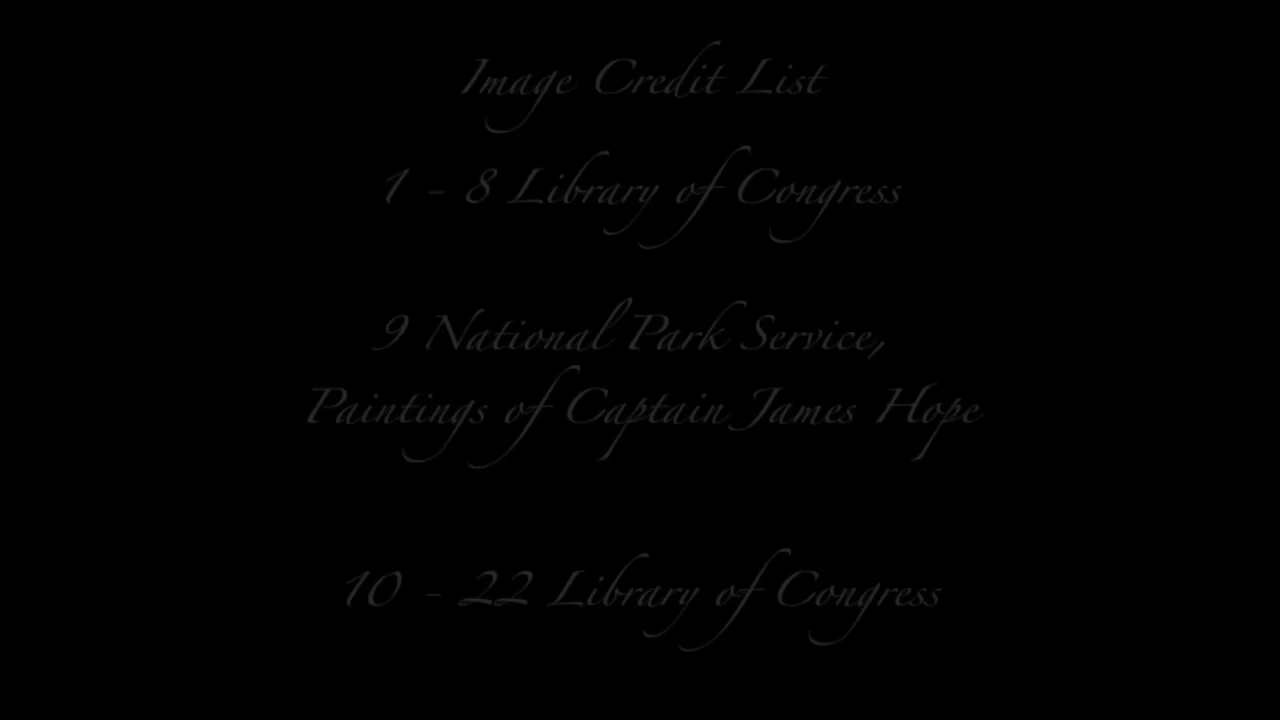 Image Credit List
1 - 8 Library of Congress
9 National Park Service,
Paintings of Captain James Hope
10 - 22 Library of Congress